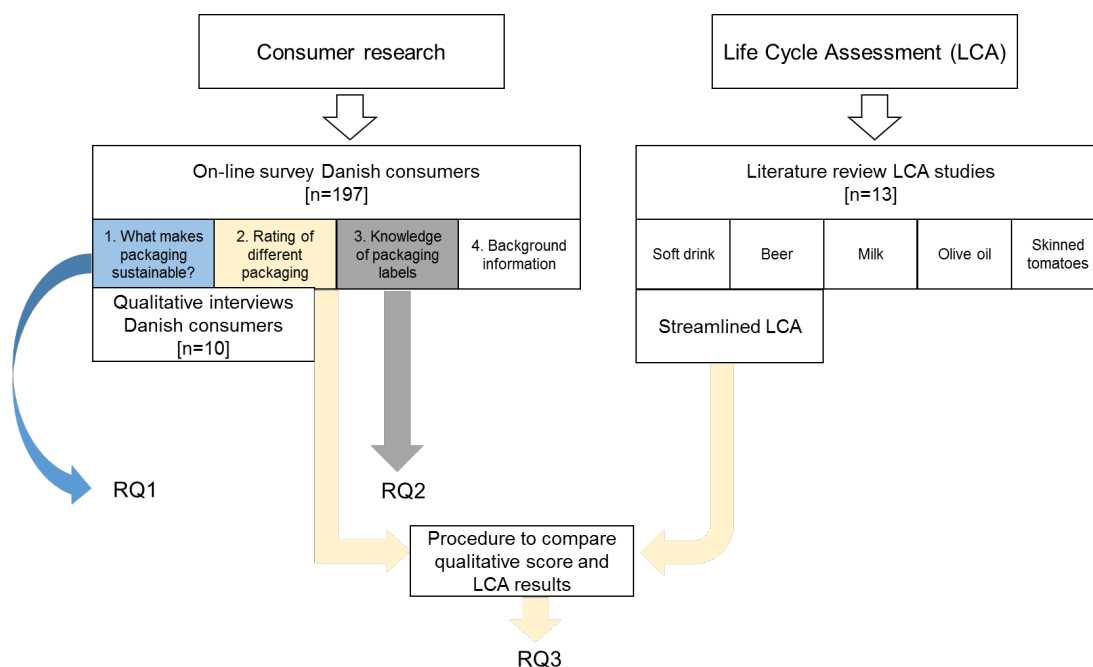 Consumer research
Life Cycle Assessment (LCA)
On-line survey Danish consumers
[n=197]
Literature review LCA studies
[n=13]
1. What makes
packaging
sustainable?
2. Rating of
different
packaging
3. Knowledge
of packaging
labels
4. Background
information
Soft drink
Beer
Milk
Olive oil
Skinned
tomatoes
Qualitative interviews
Danish consumers
[n=10]
Streamlined LCA
RQ1
RQ2
Procedure to compare
qualitative score and
LCA results
RQ3